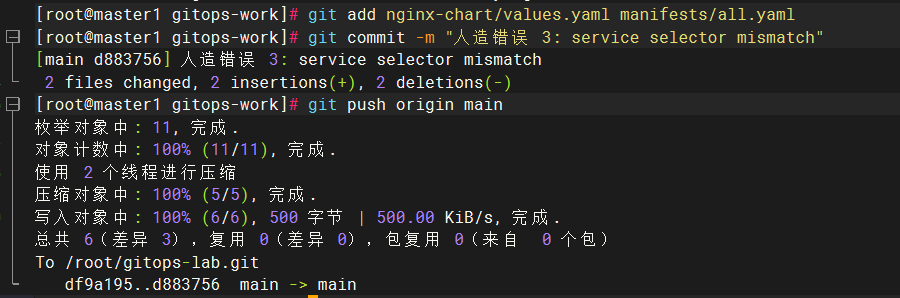 [root@master1 gitops-work]# git add nginx-chart/values.yaml manifests/all.yaml
[root@master1 gitops-work]# git commit -m "人造错误 3: service selector mismatch"
[main d883756] 人造错误 3: service selector mismatch
 2 files changed, 2 insertions(+), 2 deletions(-)
[root@master1 gitops-work]# git push origin main
枚举对象中: 11, 完成.
对象计数中: 100% (11/11), 完成.
使用 2 个线程进行压缩
压缩对象中: 100% (5/5), 完成.
写入对象中: 100% (6/6), 500 字节 | 500.00 KiB/s, 完成.
总共 6（差异 3），复用 0（差异 0），包复用 0（来自  0 个包）
To /root/gitops-lab.git
   df9a195..d883756  main -> main